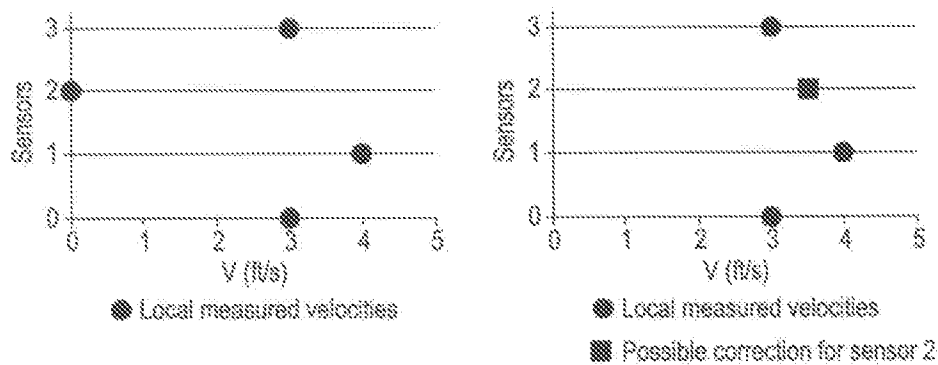 3
2
1
0
Sensors
0 1 2 3 4 5
V (ft/s)
Local measured velocities
3
2
1
0
Sensors
0 1 2 3 4 5
V (ft/s)
Local measured velocities
Possible correction for sensor 2